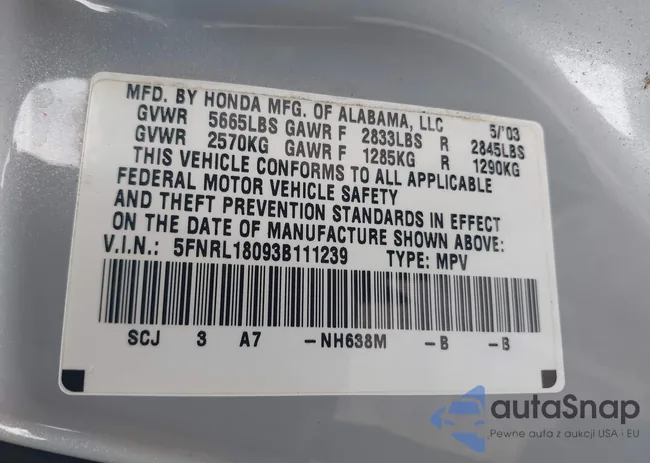 MFD. BY HONDA MFG. OF ALABAMA, LLC 5/'03
GVWR 5665LBS GAWR F 2833LBS R 2845LBS
GVWR 2570KG GAWR F 1285KG R 1290KG
THIS VEHICLE CONFORMS TO ALL APPLICABLE
FEDERAL MOTOR VEHICLE SAFETY
AND THEFT PREVENTION STANDARDS IN EFFECT
ON THE DATE OF MANUFACTURE SHOWN ABOVE.
V.I.N.: 5FNRL18093B111239 TYPE: MPV
SCJ 3 A7 -NH638M -B -B
autaSnap
Pewne auta z aukcji USA i EU